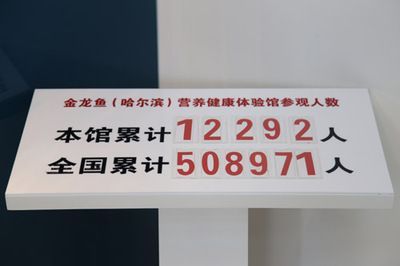 金龙鱼(哈尔滨)营养健康体验馆参观人数
本馆累计12292人
全国累计508971人